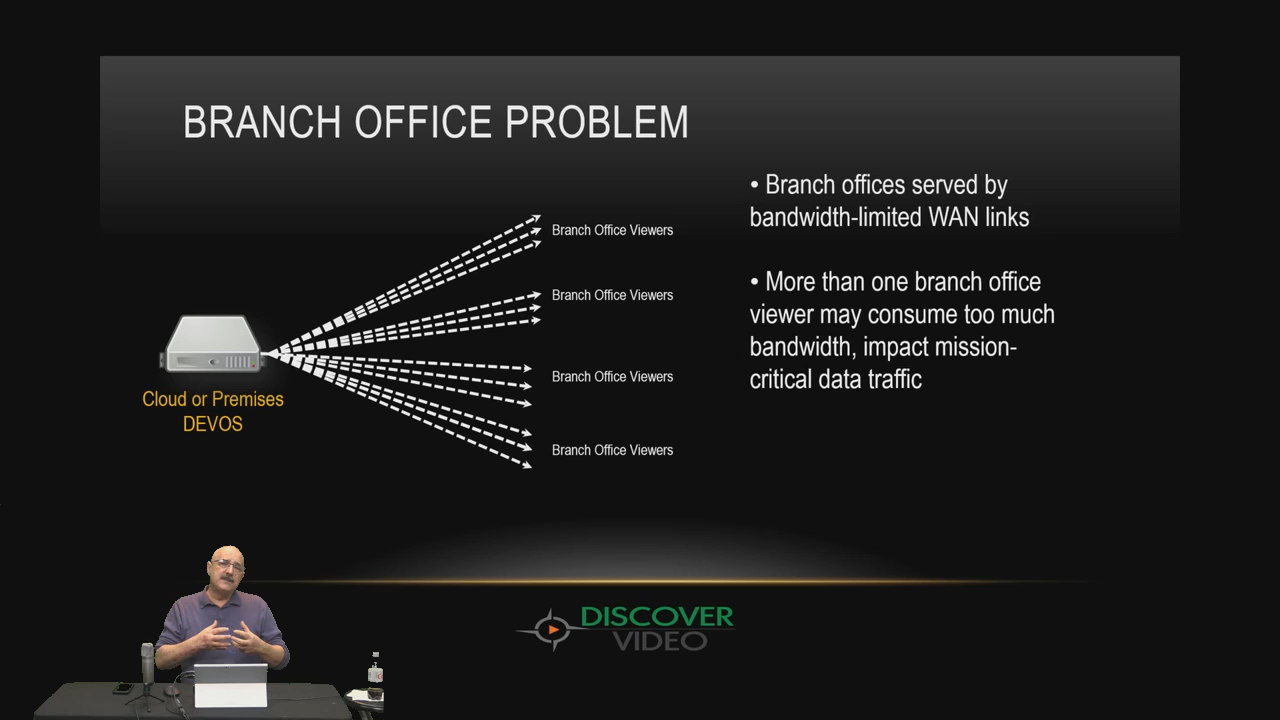 BRANCH OFFICE PROBLEM
• Branch offices served by
bandwidth-limited WAN links
• More than one branch office
viewer may consume too much
bandwidth, impact mission-
critical data traffic
Branch Office Viewers
Branch Office Viewers
Branch Office Viewers
Branch Office Viewers
Cloud or Premises
DEVOS
DISCOVER
VIDEO